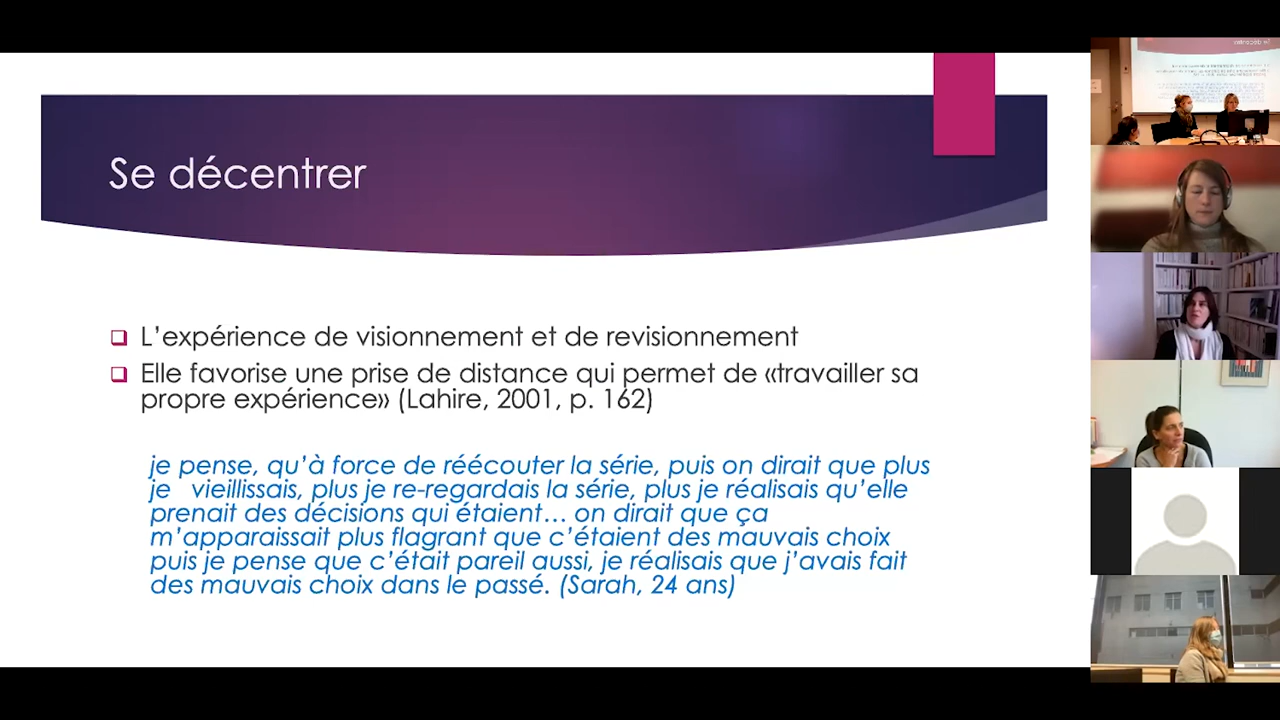 Se décentrer
L'expérience de visionnement et de revisionnement
Elle favorise une prise de distance qui permet de «travailler sa
propre expérience» (Lahire, 2001, p. 162)
je pense, qu'à force de réécouter la série, puis on dirait que plus
je vieillissais, plus je re-regardais la série, plus je réalisais qu'elle
prenait des décisions qui étaient... on dirait que ça
m'apparaissait plus flagrant que c'étaient des mauvais choix
puis je pense que c'était pareil aussi, je réalisais que j'avais fait
des mauvais choix dans le passé. (Sarah, 24 ans)